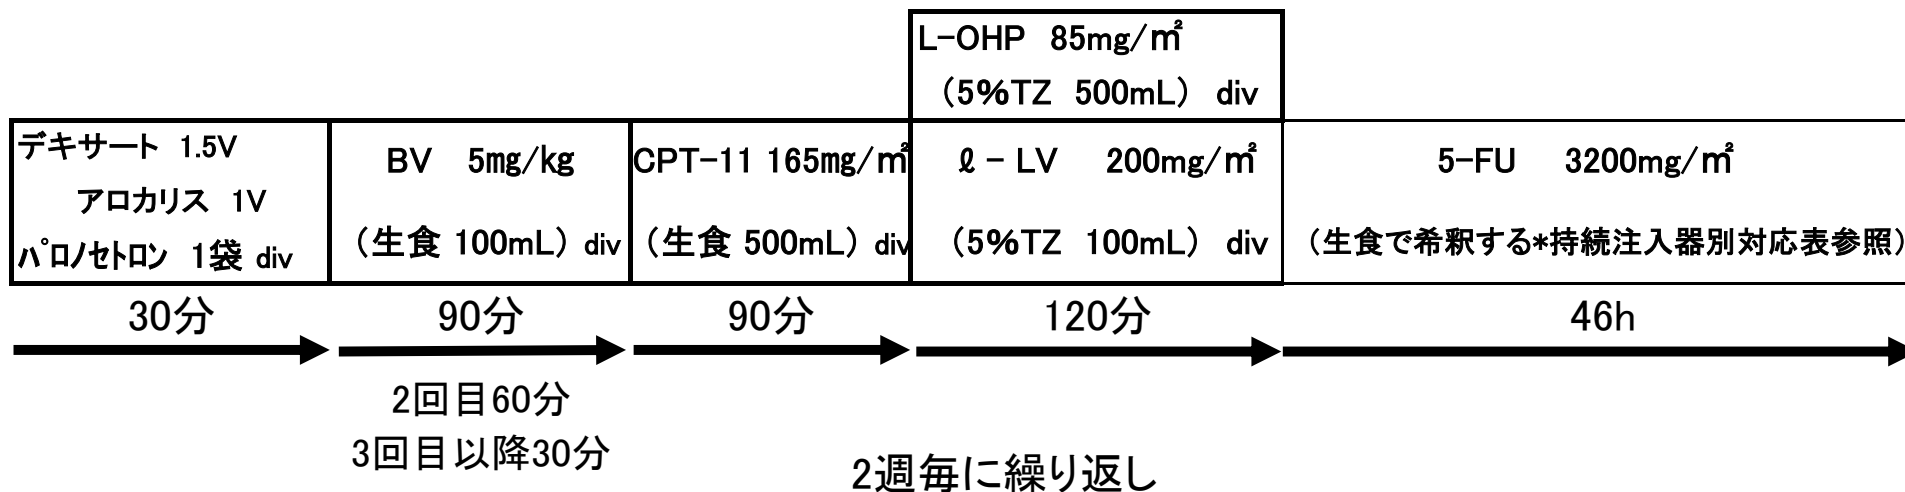 L-OHP 85mg/㎡
(5%TZ 500mL) div
デキサート 1.5V
アロカリス 1V
パロノセトロン 1袋 div
BV 5mg/kg
(生食 100mL) div
CPT-11 165mg/㎡
(生食 500mL) div
ℓ-LV 200mg/㎡
(5%TZ 100mL) div
5-FU 3200mg/㎡
(生食で希釈する*持続注入器別対応表参照)
30分
90分
90分
120分
46h
2回目60分
3回目以降30分
2週毎に繰り返し